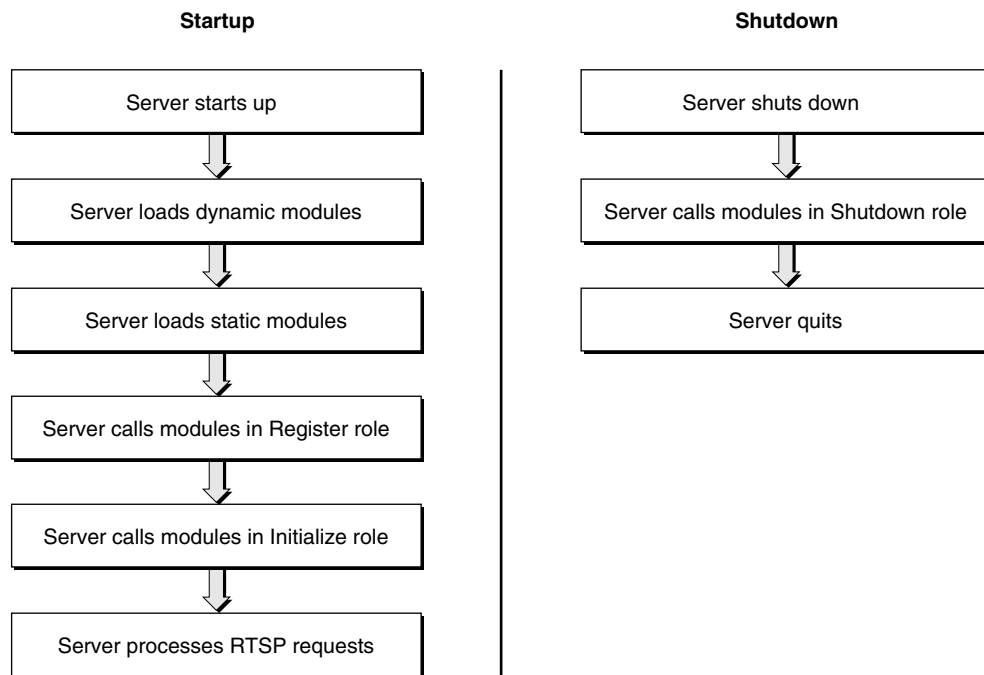 Startup
Server starts up
Server loads dynamic modules
Server loads static modules
Server calls modules in Register role
Server calls modules in Initialize role
Server processes RTSP requests
Shutdown
Server shuts down
Server calls modules in Shutdown role
Server quits